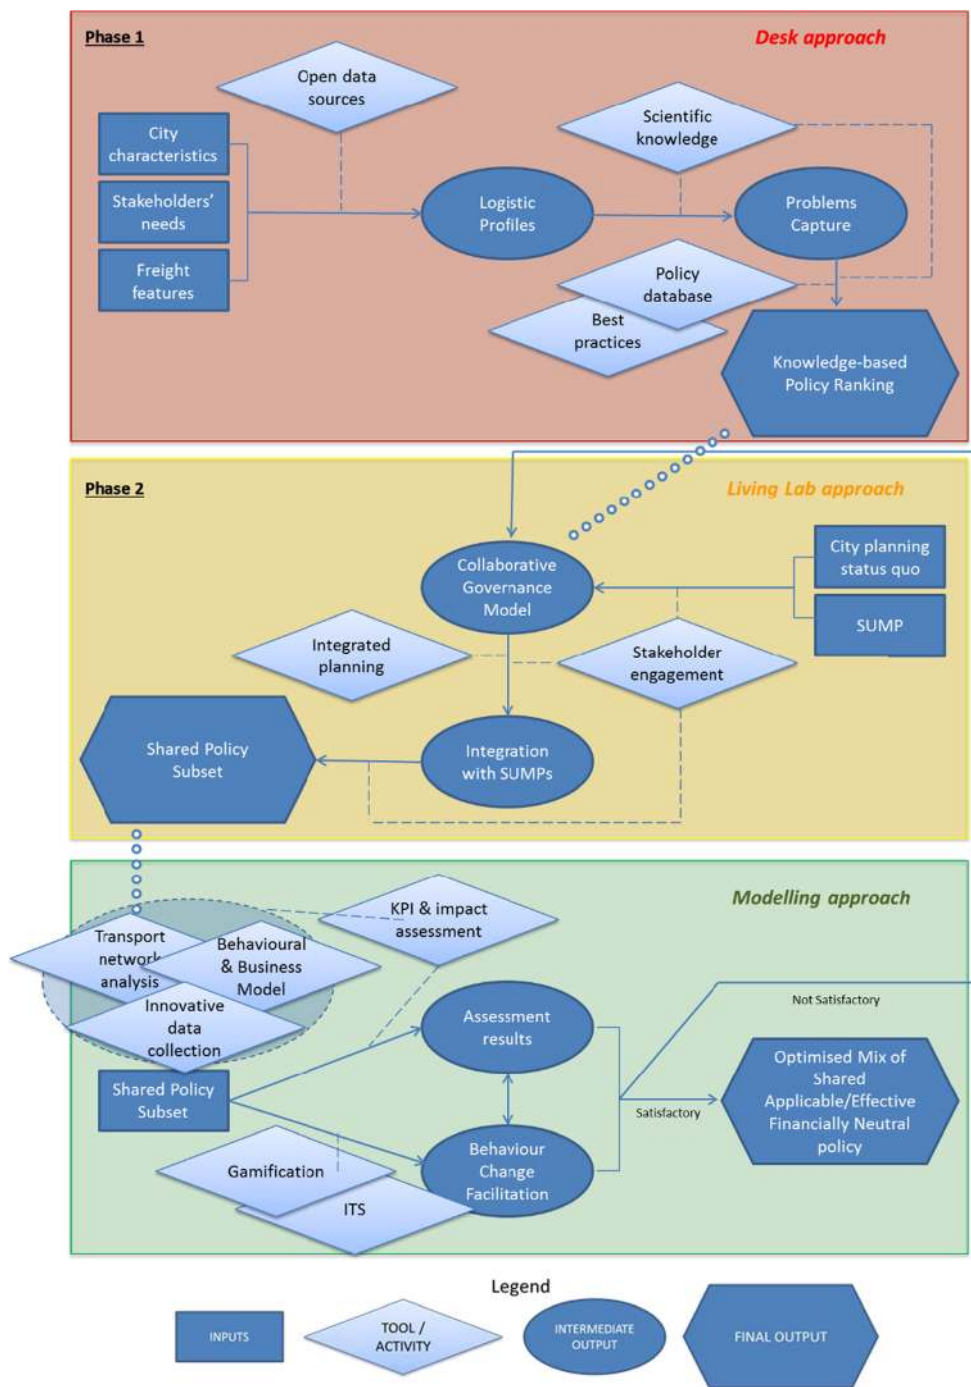 Phase 1
Desk approach
Open data
sources
Scientific
knowledge
City
characteristics
Stakeholders'
needs
Freight
features
Logistic
Profiles
Problems
Capture
Policy
database
Best
practices
Knowledge-based
Policy Ranking
Phase 2
Living Lab approach
City planning
status quo
SUMP
Collaborative
Governance
Model
Integrated
planning
Stakeholder
engagement
Shared Policy
Subset
Integration
with SUMPs
Modelling approach
KPI & impact
assessment
Transport
network
analysis
Behavioural
& Business
Model
Innovative
data
collection
Assessment
results
Not Satisfactory
Shared Policy
Subset
Satisfactory
Optimised Mix of
Shared
Applicable/Effective
Financially Neutral
policy
Gamification
ITS
Behaviour
Change
Facilitation
Legend
INPUTS
TOOL /
ACTIVITY
INTERMEDIATE
OUTPUT
FINAL OUTPUT